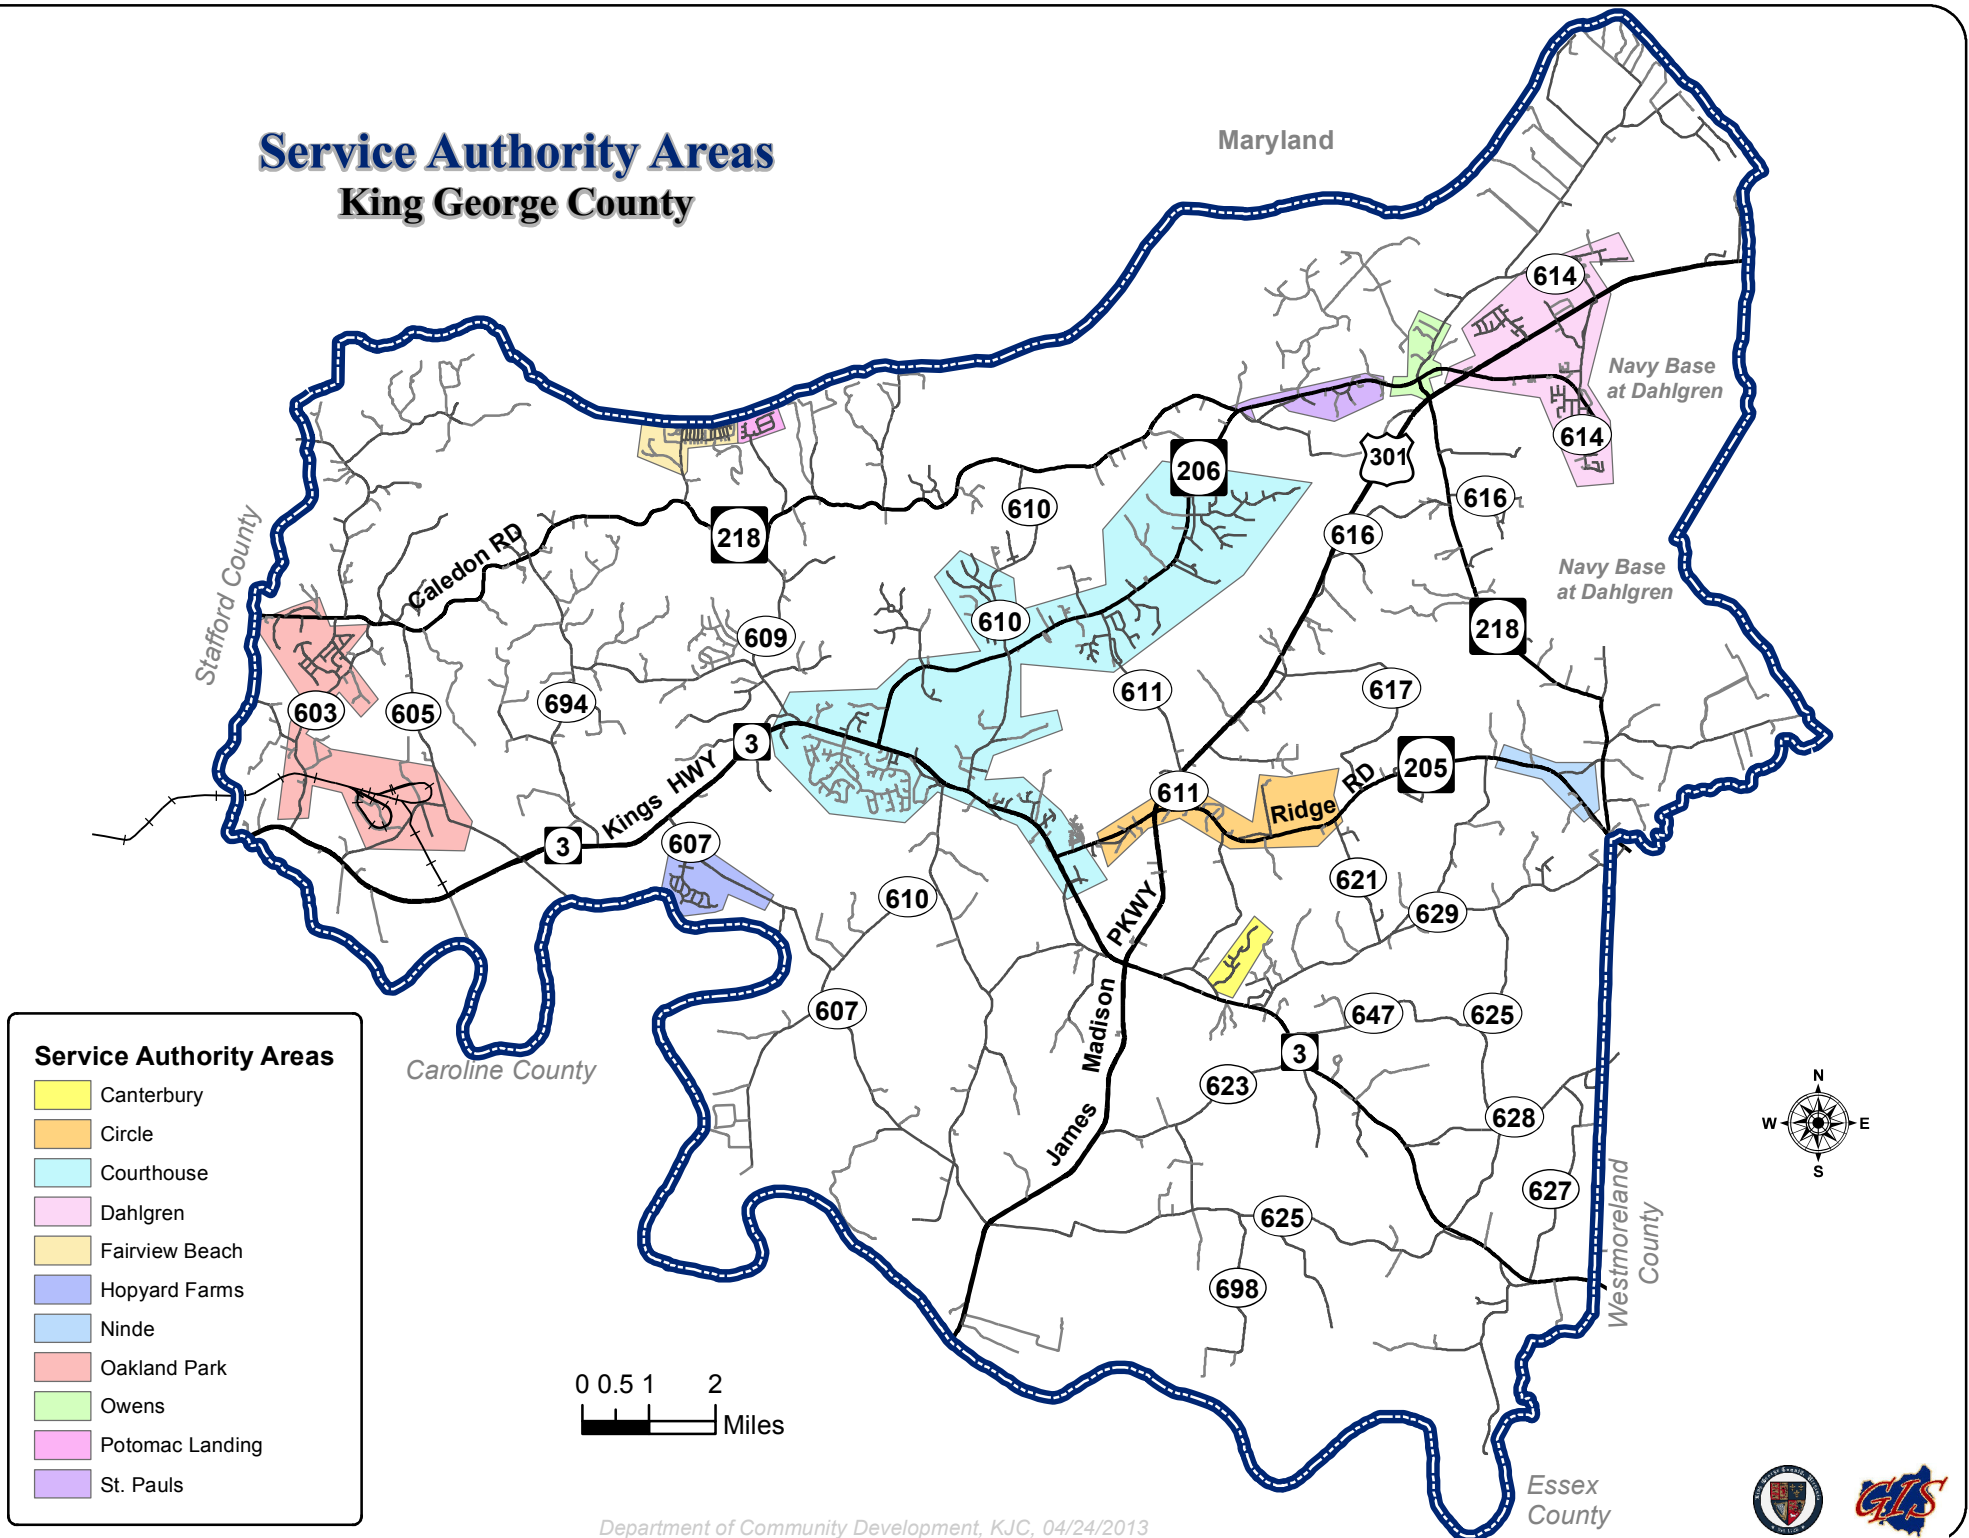 Service Authority Areas
King George County
Maryland
614
Navy Base
at Dahlgren
614
301
206
616
610
616
218
Caledon RD
Stafford County
Navy Base
at Dahlgren
610
609
218
611
617
603
605
694
3
Kings HWY
205
611
Ridge RD
3
607
621
610
629
PKWY
607
Madison
647
625
3
Caroline County
623
James
628
N
W
E
S
627
Westmoreland
County
625
698
Service Authority Areas
Canterbury
Circle
Courthouse
Dahlgren
Fairview Beach
Hopyard Farms
Ninde
Oakland Park
Owens
Potomac Landing
St. Pauls
0 0.5 1 2
Miles
Essex
County
GIS
Department of Community Development, KJC, 04/24/2013